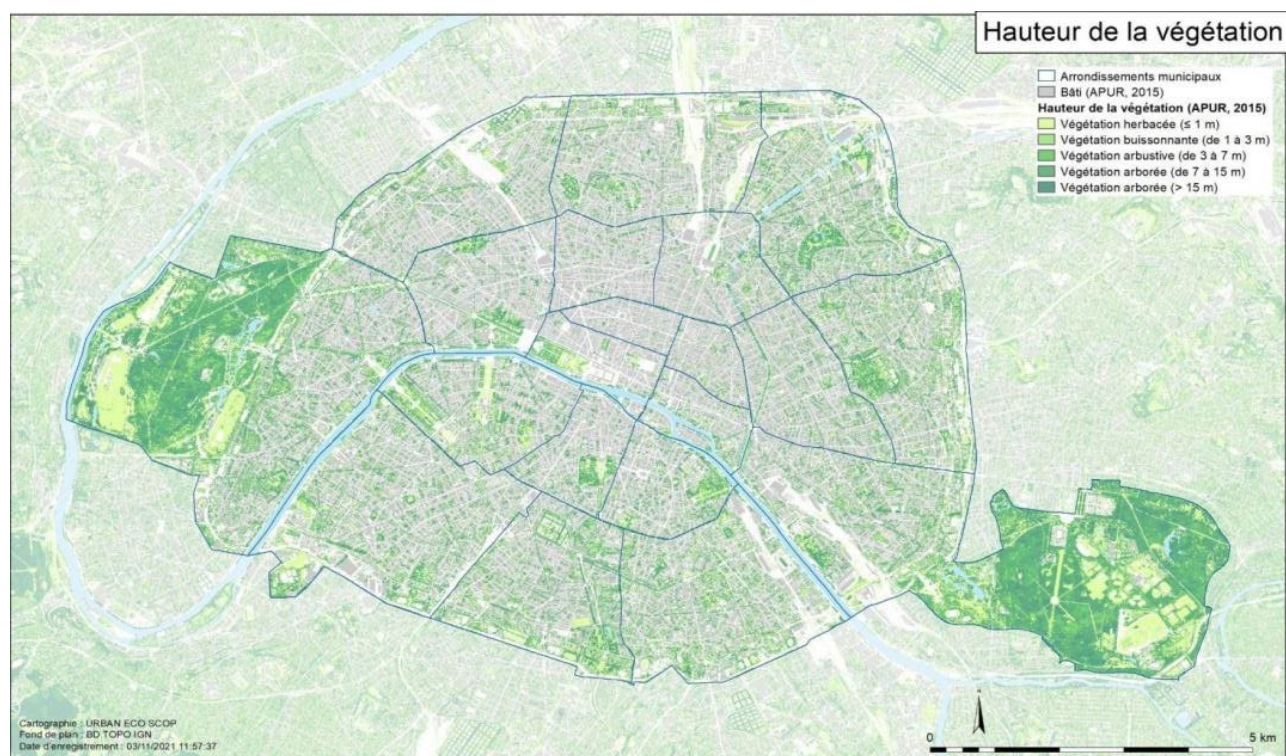 Hauteur de la végétation
Arrondissements municipaux
Bâti (APUR, 2015)
Hauteur de la végétation (APUR, 2015)
Végétation herbacée (≤ 1 m)
Végétation buissonnante (de 1 à 3 m)
Végétation arbustive (de 3 à 7 m)
Végétation arborée (de 7 à 15 m)
Végétation arborée (> 15 m)
Cartographie : URBAN ECO SCOP
Fond de plan : BD TOPO IGN
Date d'enregistrement : 03/11/2021 11:57:37
N
0 5 km